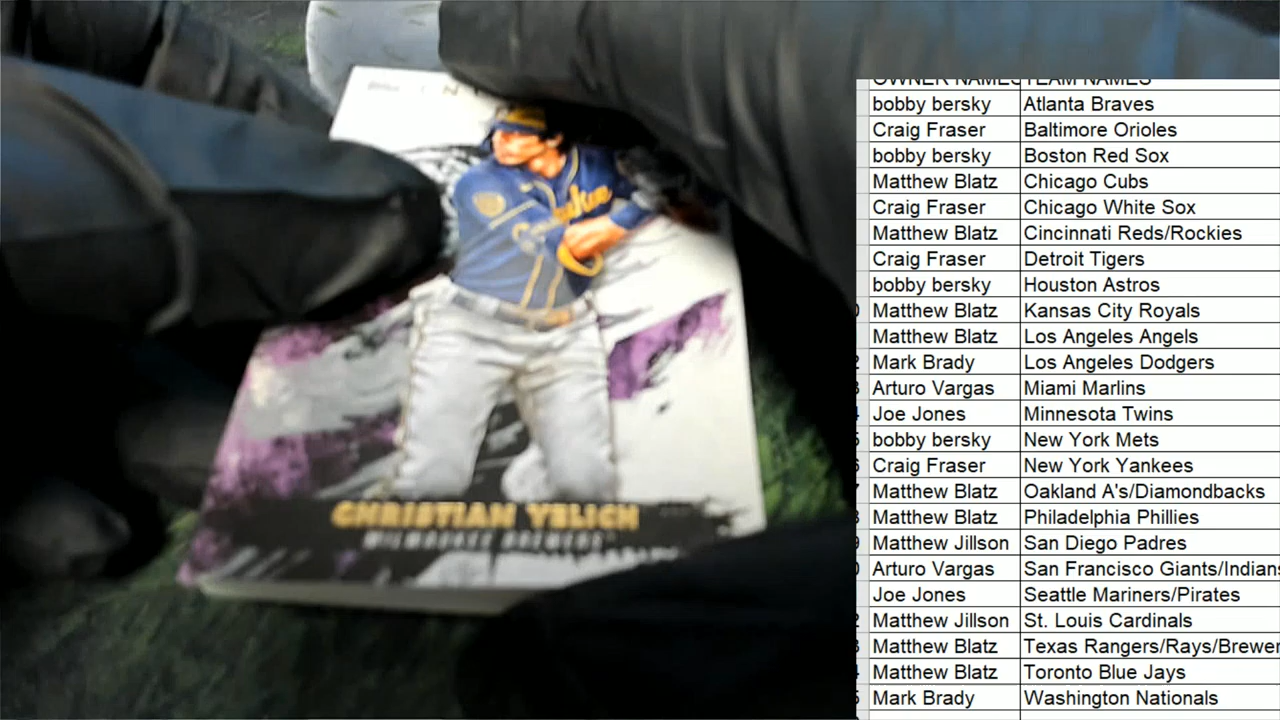 CHRISTIAN YELICH
MILWAUKEE BREWERS
OWNER NAMES TEAM NAMES
bobby bersky Atlanta Braves
Craig Fraser Baltimore Orioles
bobby bersky Boston Red Sox
Matthew Blatz Chicago Cubs
Craig Fraser Chicago White Sox
Matthew Blatz Cincinnati Reds/Rockies
Craig Fraser Detroit Tigers
bobby bersky Houston Astros
Matthew Blatz Kansas City Royals
Matthew Blatz Los Angeles Angels
Mark Brady Los Angeles Dodgers
Arturo Vargas Miami Marlins
Joe Jones Minnesota Twins
bobby bersky New York Mets
Craig Fraser New York Yankees
Matthew Blatz Oakland A's/Diamondbacks
Matthew Blatz Philadelphia Phillies
Matthew Jillson San Diego Padres
Arturo Vargas San Francisco Giants/Indians
Joe Jones Seattle Mariners/Pirates
Matthew Jillson St. Louis Cardinals
Matthew Blatz Texas Rangers/Rays/Brewer
Matthew Blatz Toronto Blue Jays
Mark Brady Washington Nationals